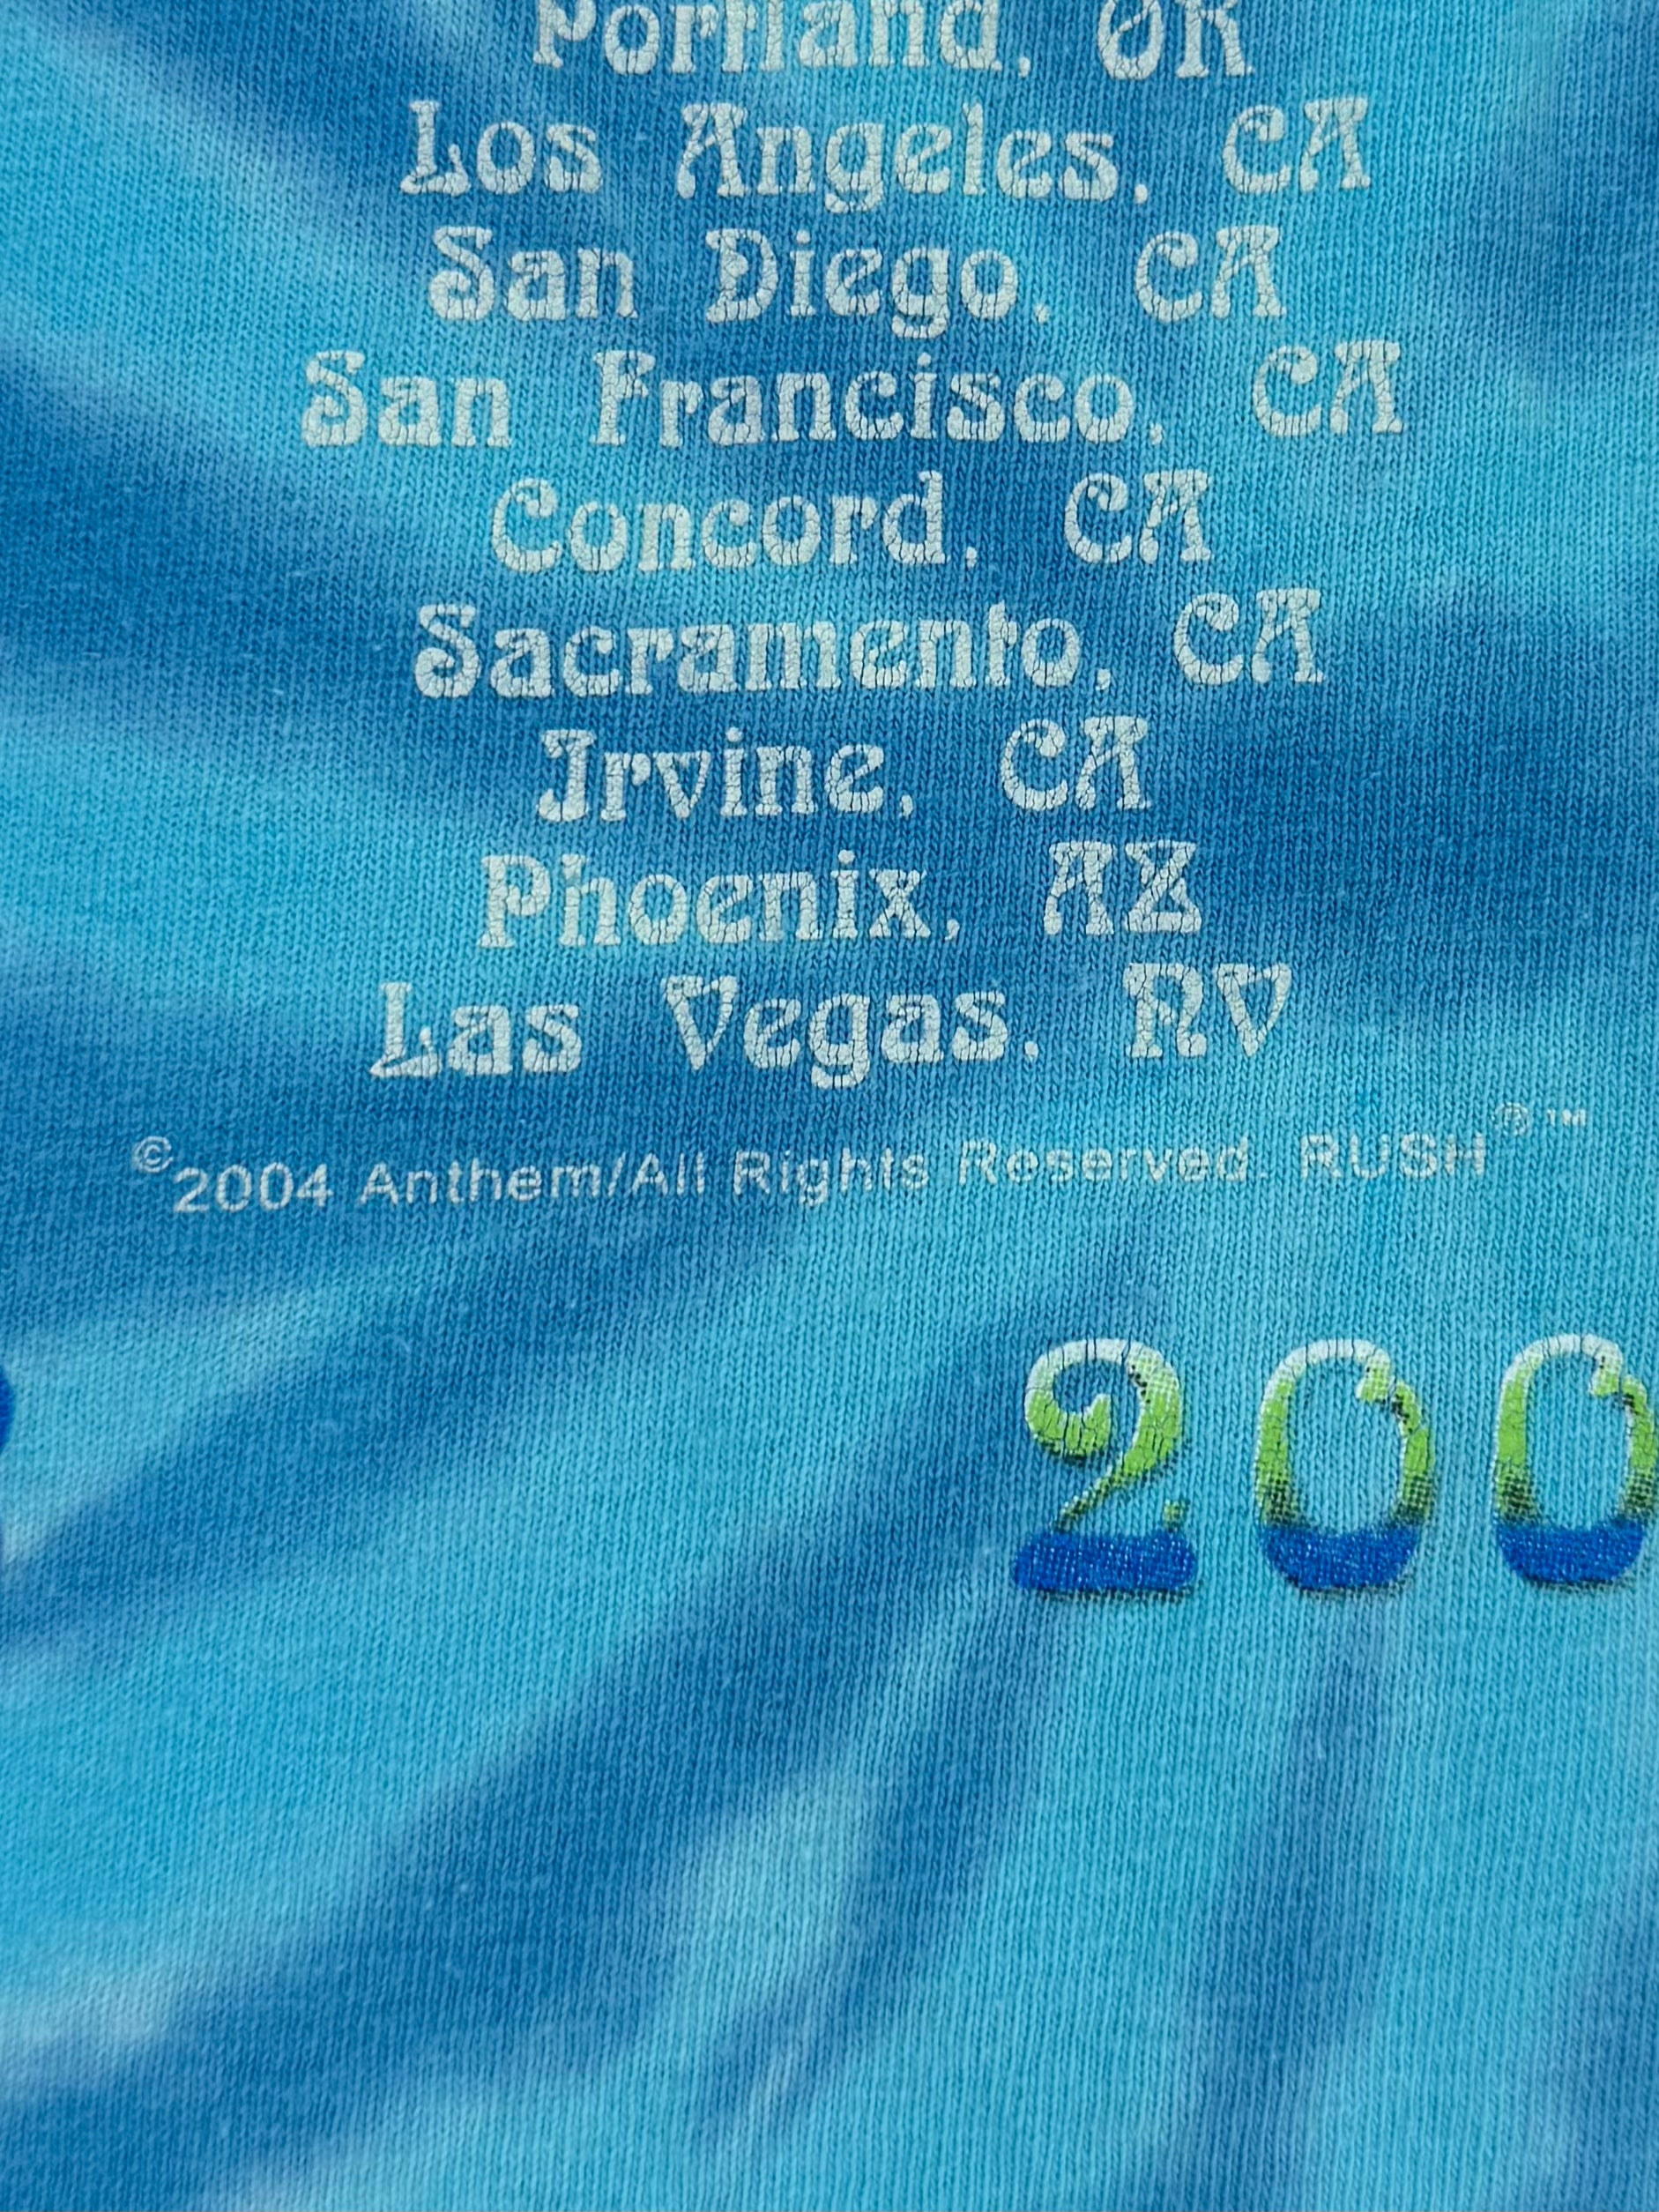 Portland, OR
Los Angeles, CA
San Diego, CA
San Francisco, CA
Concord, CA
Sacramento, CA
Irvine, CA
Phoenix, AZ
Las Vegas, NV
©2004 Anthem/All Rights Reserved. RUSH®™
200